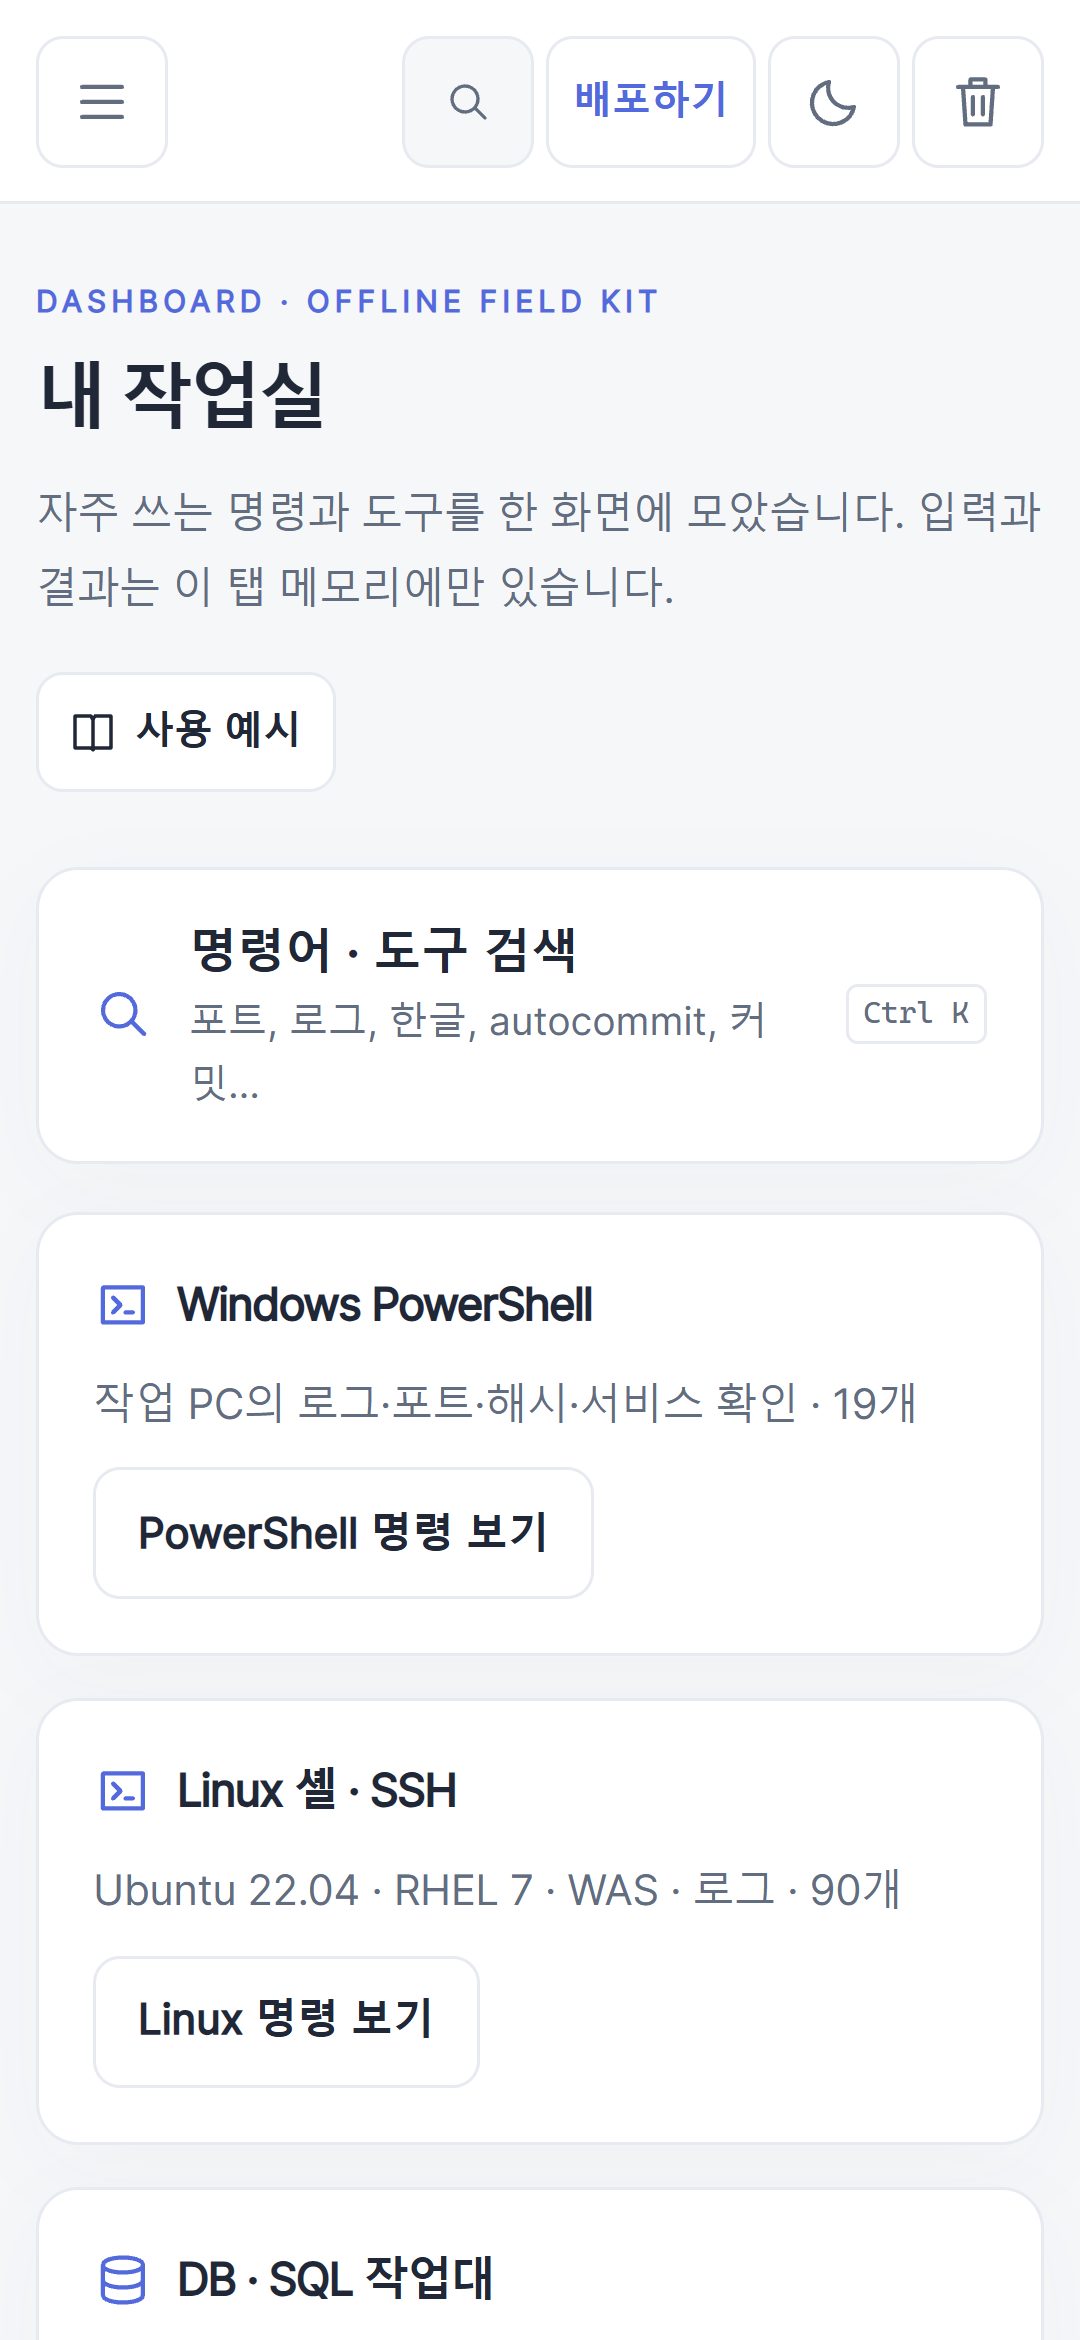 배포하기
DASHBOARD · OFFLINE FIELD KIT
내 작업실
자주 쓰는 명령과 도구를 한 화면에 모았습니다. 입력과
결과는 이 탭 메모리에만 있습니다.
사용 예시
명령어 · 도구 검색
포트, 로그, 한글, autocommit, 커
밋...
Ctrl K
Windows PowerShell
작업 PC의 로그·포트·해시·서비스 확인 · 19개
PowerShell 명령 보기
Linux 셸 · SSH
Ubuntu 22.04 · RHEL 7 · WAS · 로그 · 90개
Linux 명령 보기
DB · SQL 작업대